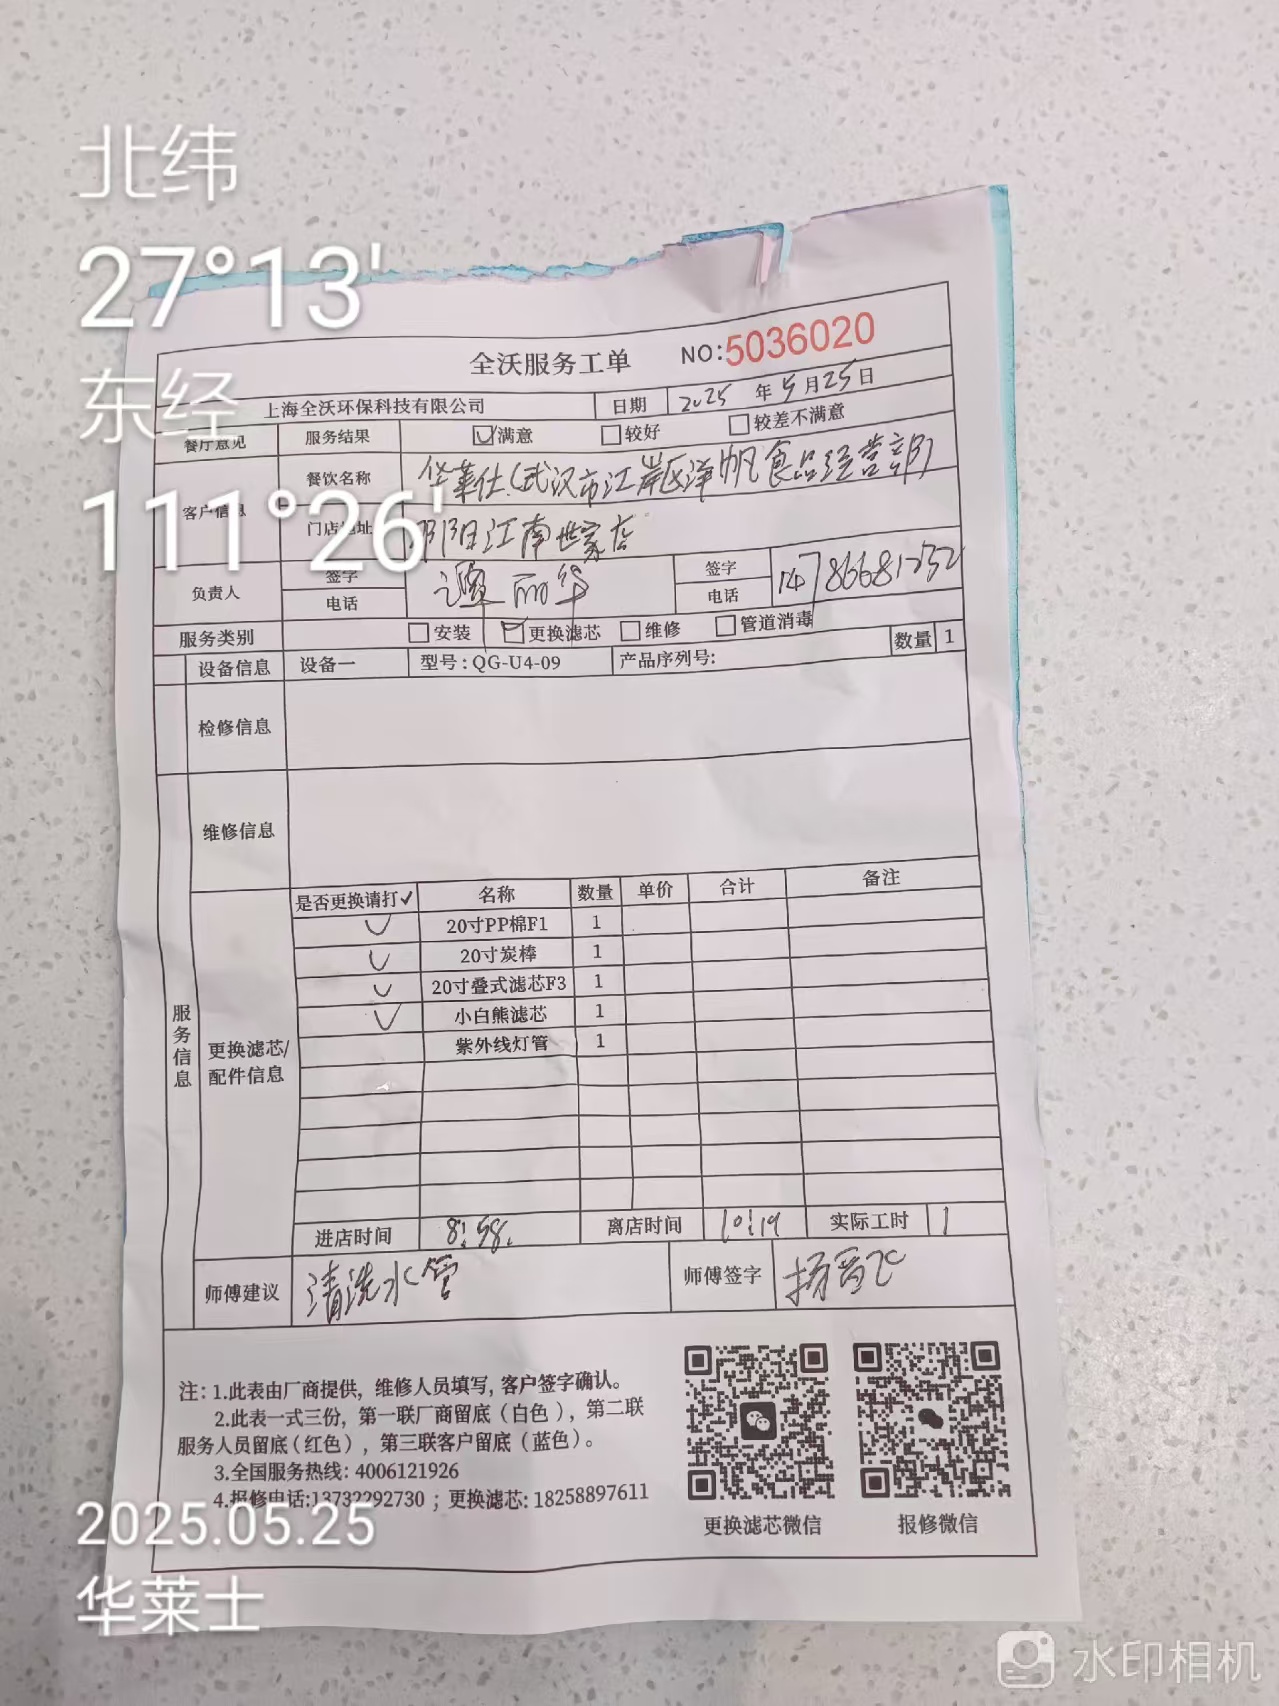 北纬
27°13'
东经
111°26'
全沃服务工单 NO:5036020
上海全沃环保科技有限公司 日期 2025 年 5 月 25 日
餐厅意见 服务结果 满意 较好 较差不满意
客户信息 餐饮名称 华莱仕(武汉市江岸区洋帆食品经营部)
门店地址 阳江南世家店
负责人 签字 谭丽华 签字
电话 电话 14786681252
服务类别 安装 更换滤芯 维修 管道消毒
设备信息 设备一 型号:QG-U4-09 产品序列号: 数量 1
检修信息
维修信息
服务信息
更换滤芯/配件信息
是否更换请打✓ 名称 数量 单价 合计 备注
✓ 20寸PP棉F1 1
✓ 20寸炭棒 1
✓ 20寸叠式滤芯F3 1
✓ 小白熊滤芯 1
紫外线灯管 1
进店时间 8:58. 离店时间 10:19 实际工时 1
师傅建议 清洗水管 师傅签字 扬晋飞
注:1.此表由厂商提供,维修人员填写,客户签字确认。
2.此表一式三份,第一联厂商留底(白色),第二联
服务人员留底(红色),第三联客户留底(蓝色)。
3.全国服务热线:4006121926
4.报修电话:13732292730;更换滤芯:18258897611
更换滤芯微信 报修微信
2025.05.25
华莱士
水印相机